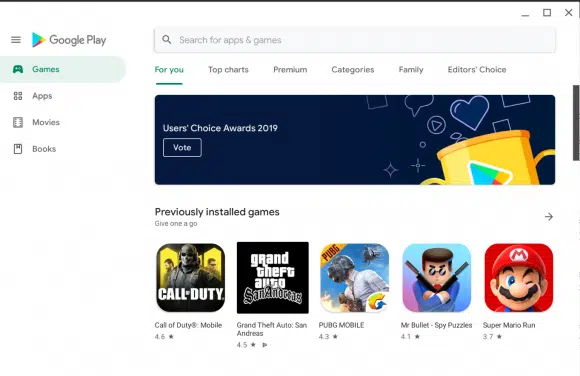 Google Play
Search for apps & games
Games
Apps
Movies
Books
For you
Top charts
Premium
Categories
Family
Editors' Choice
Users' Choice Awards 2019
Vote
Previously installed games
Give one a go
CALL OF DUTY
MOBILE
grand
theft
auto
San Andreas
PUBG
Call of Duty®: Mobile
4.6 ★
Grand Theft Auto: San
Andreas
4.5 ★
PUBG MOBILE
4.3 ★
Mr Bullet - Spy Puzzles
4.1 ★
Super Mario Run
3.7 ★